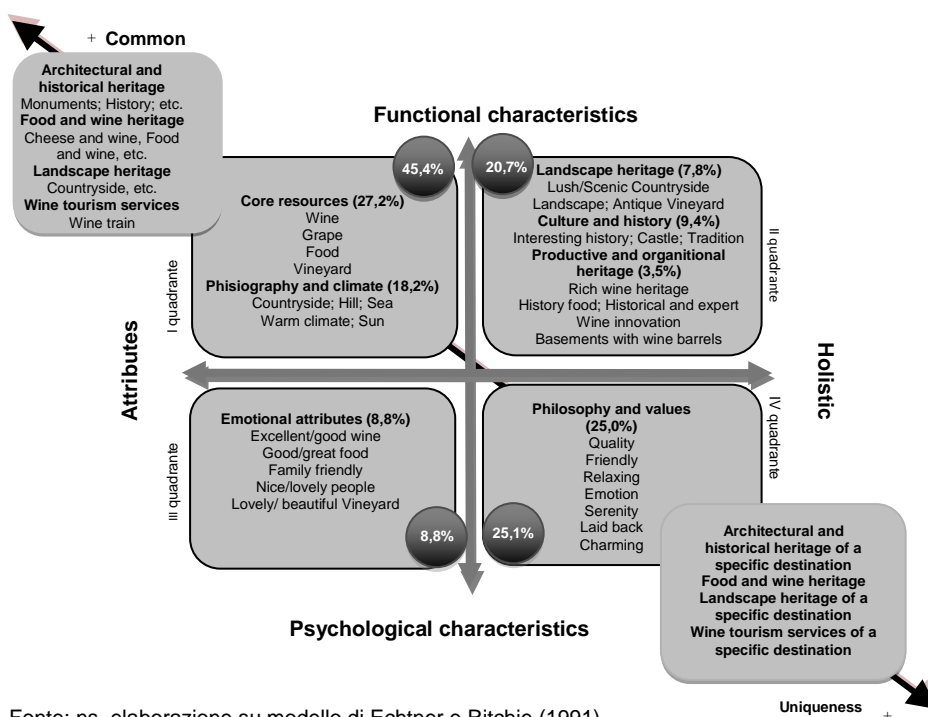 + Common
Architectural and
historical heritage
Monuments; History; etc.
Food and wine heritage
Cheese and wine, Food
and wine, etc.
Landscape heritage
Countryside, etc.
Wine tourism services
Wine train
Functional characteristics
45,4%
Core resources (27,2%)
Wine
Grape
Food
Vineyard
Phisiography and climate (18,2%)
Countryside; Hill; Sea
Warm climate; Sun
I quadrante
20,7%
Landscape heritage (7,8%)
Lush/Scenic Countryside
Landscape; Antique Vineyard
Culture and history (9,4%)
Interesting history; Castle; Tradition
Productive and organitional
heritage (3,5%)
Rich wine heritage
History food; Historical and expert
Wine innovation
Basements with wine barrels
II quadrante
Attributes
Holistic
III quadrante
Emotional attributes (8,8%)
Excellent/good wine
Good/great food
Family friendly
Nice/lovely people
Lovely/ beautiful Vineyard
8,8%
Philosophy and values
(25,0%)
Quality
Friendly
Relaxing
Emotion
Serenity
Laid back
Charming
25,1%
IV quadrante
Psychological characteristics
Architectural and
historical heritage of a
specific destination
Food and wine heritage
Landscape heritage of a
specific destination
Wine tourism services of a
specific destination
Uniqueness +
Fonte: ns. elaborazione su modello di Echtner e Ritchie (1991)